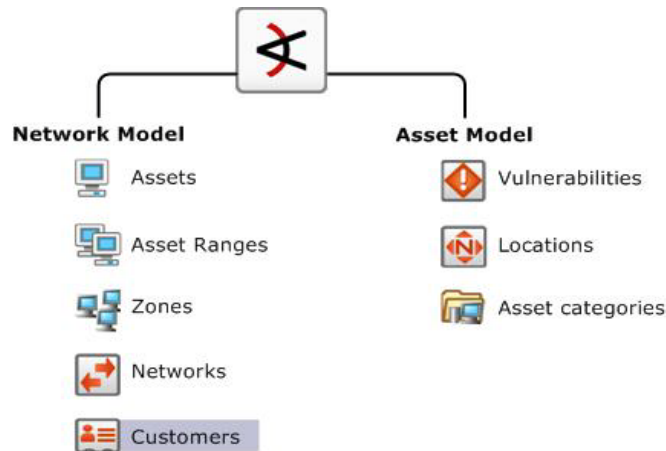 Network Model
Assets
Asset Ranges
Zones
Networks
Customers
Asset Model
Vulnerabilities
Locations
Asset categories